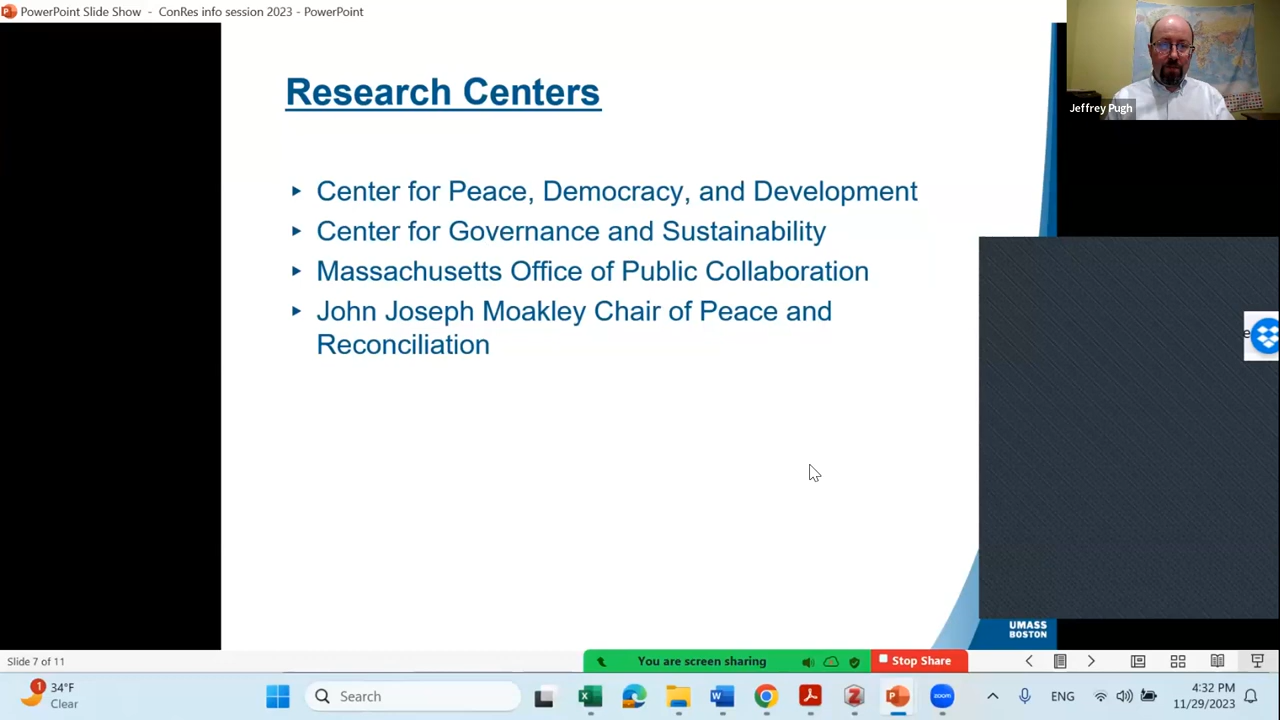 PowerPoint Slide Show - ConRes info session 2023 - PowerPoint
Jeffrey Pugh
Research Centers
Center for Peace, Democracy, and Development
Center for Governance and Sustainability
Massachusetts Office of Public Collaboration
John Joseph Moakley Chair of Peace and
Reconciliation
e
UMASS
BOSTON
Slide 7 of 11
You are screen sharing
Stop Share
1
34°F
Clear
Search
zoom
ENG
4:32 PM
11/29/2023